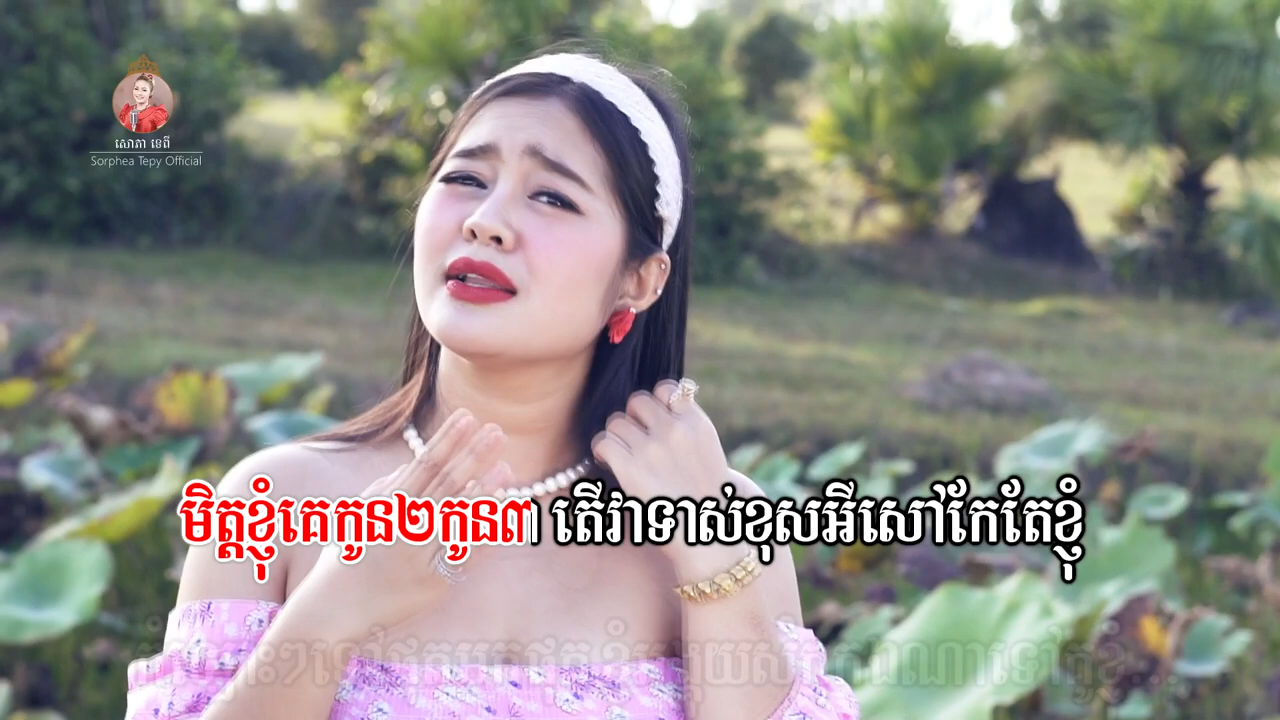 សោភា ទេពី
Sorphea Tepy Official
មិត្តខ្ញុំគេកូន២កូន៣ តើវាទាស់ខុសអីសៅកែតែខ្ញុំ